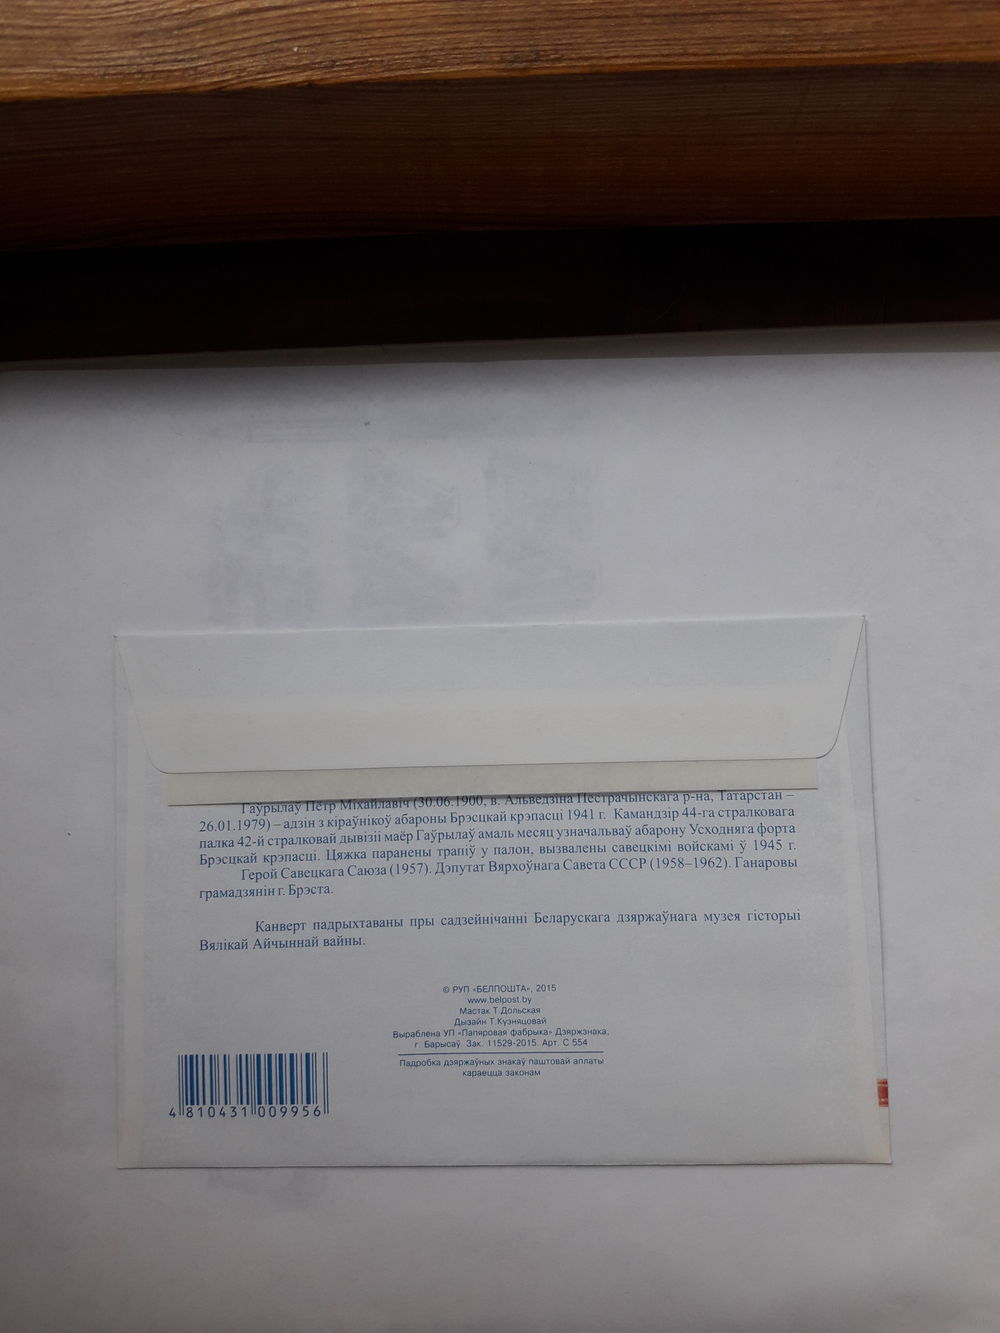 Гаўрылаў Пётр Міхайлавіч (30.06.1900, в. Альведзіна Пестрачынскага р-на, Татарстан –
26.01.1979) – адзін з кіраўнікоў абароны Брэсцкай крэпасці 1941 г. Камандзір 44-га стралковага
палка 42-й стралковай дывізіі маёр Гаўрылаў амаль месяц узначальваў абарону Усходняга форта
Брэсцкай крэпасці. Цяжка паранены трапіў у палон, вызвалены савецкімі войскамі ў 1945 г.
Герой Савецкага Саюза (1957). Дэпутат Вярхоўнага Савета СССР (1958–1962). Ганаровы
грамадзянін г. Брэста.
Канверт падрыхтаваны пры садзейнічанні Беларускага дзяржаўнага музея гісторыі
Вялікай Айчыннай вайны.
© РУП «БЕЛПОШТА», 2015
www.belpost.by
Мастак Т.Дольская
Дызайн Т.Кузняцовай
Выраблена УП «Папяровая фабрыка» Дзяржзнака,
г. Барысаў. Зак. 11529-2015. Арт. С 554
Падробка дзяржаўных знакаў паштовай аплаты
караецца законам
4 810431 009956